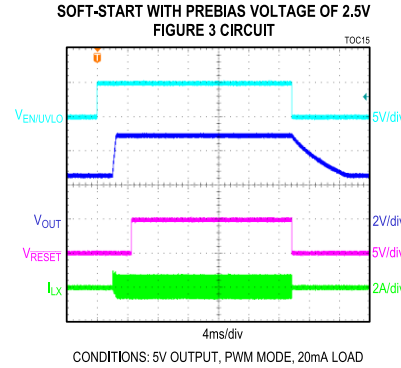 SOFT-START WITH PREBIAS VOLTAGE OF 2.5V
FIGURE 3 CIRCUIT
TOC15
T
VEN/UVLO
5V/div
VOUT
2V/div
VRESET
5V/div
ILX
2A/div
4ms/div
CONDITIONS: 5V OUTPUT, PWM MODE, 20mA LOAD